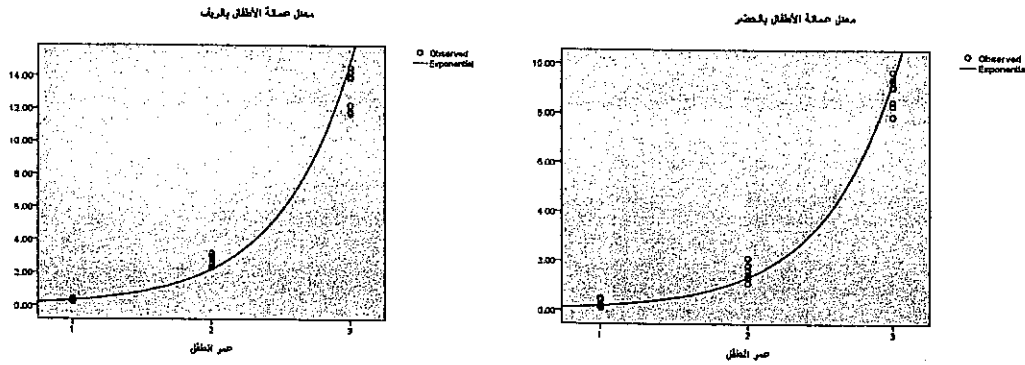 معدل عمالة الأطفال بالريف
14.00
12.00
10.00
8.00
6.00
4.00
2.00
0.00
1
2
3
عمر الطفل
Observed
Exponential
معدل عمالة الأطفال بالحضر
10.00
8.00
6.00
4.00
2.00
0.00
1
2
3
عمر الطفل
Observed
Exponential